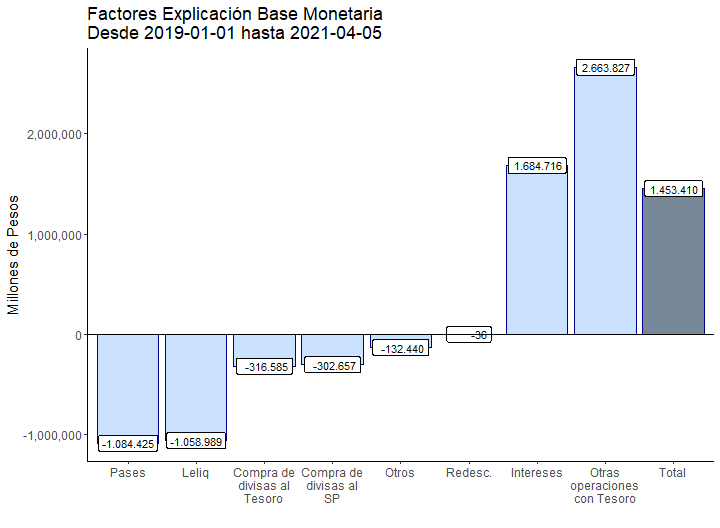 Factores Explicación Base Monetaria
Desde 2019-01-01 hasta 2021-04-05
Millones de Pesos
2,000,000
1,000,000
0
-1,000,000
-1.084.425
-1.058.989
-316.585
-302.657
-132.440
-36
1.684.716
2.663.827
1.453.410
Pases
Leliq
Compra de
divisas al
Tesoro
Compra de
divisas al
SP
Otros
Redesc.
Intereses
Otras
operaciones
con Tesoro
Total